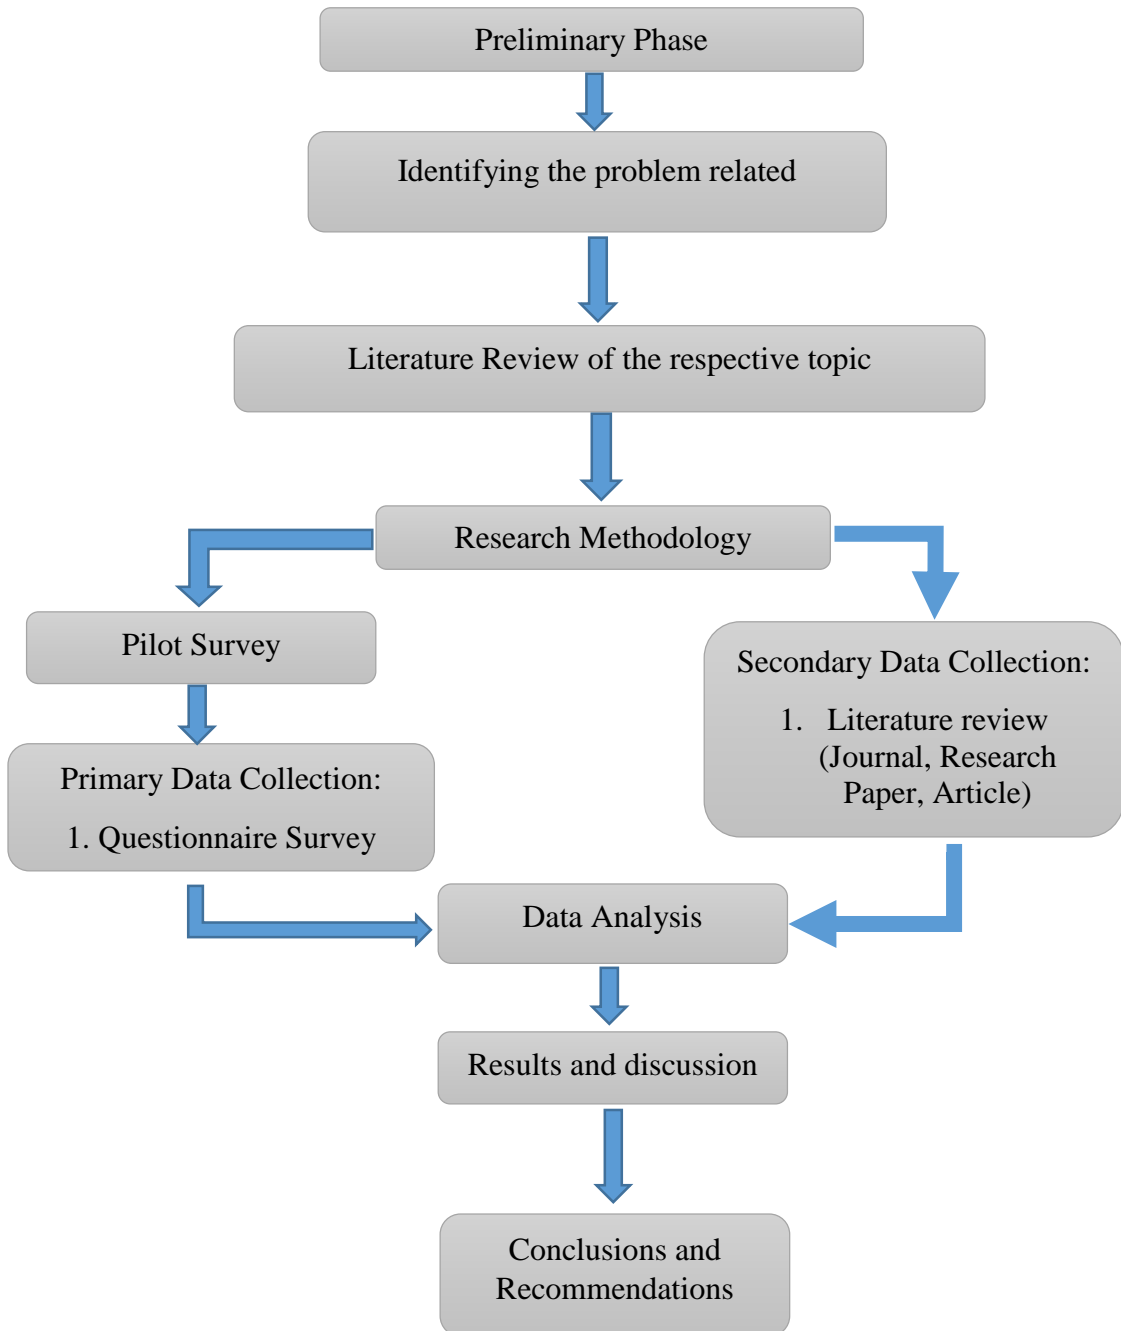 Preliminary Phase
Identifying the problem related
Literature Review of the respective topic
Research Methodology
Pilot Survey
Primary Data Collection:
1. Questionnaire Survey
Secondary Data Collection:
1. Literature review
(Journal, Research
Paper, Article)
Data Analysis
Results and discussion
Conclusions and
Recommendations